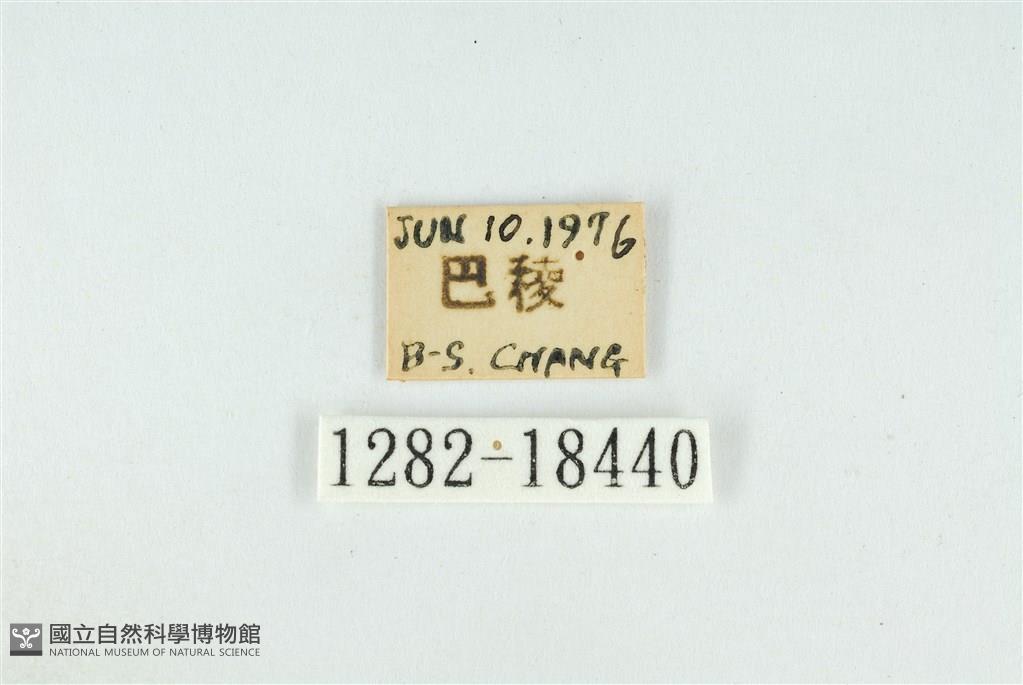 JUN 10.1976
巴稜
B-S. CHANG
1282-18440
國立自然科學博物館
NATIONAL MUSEUM OF NATURAL SCIENCE